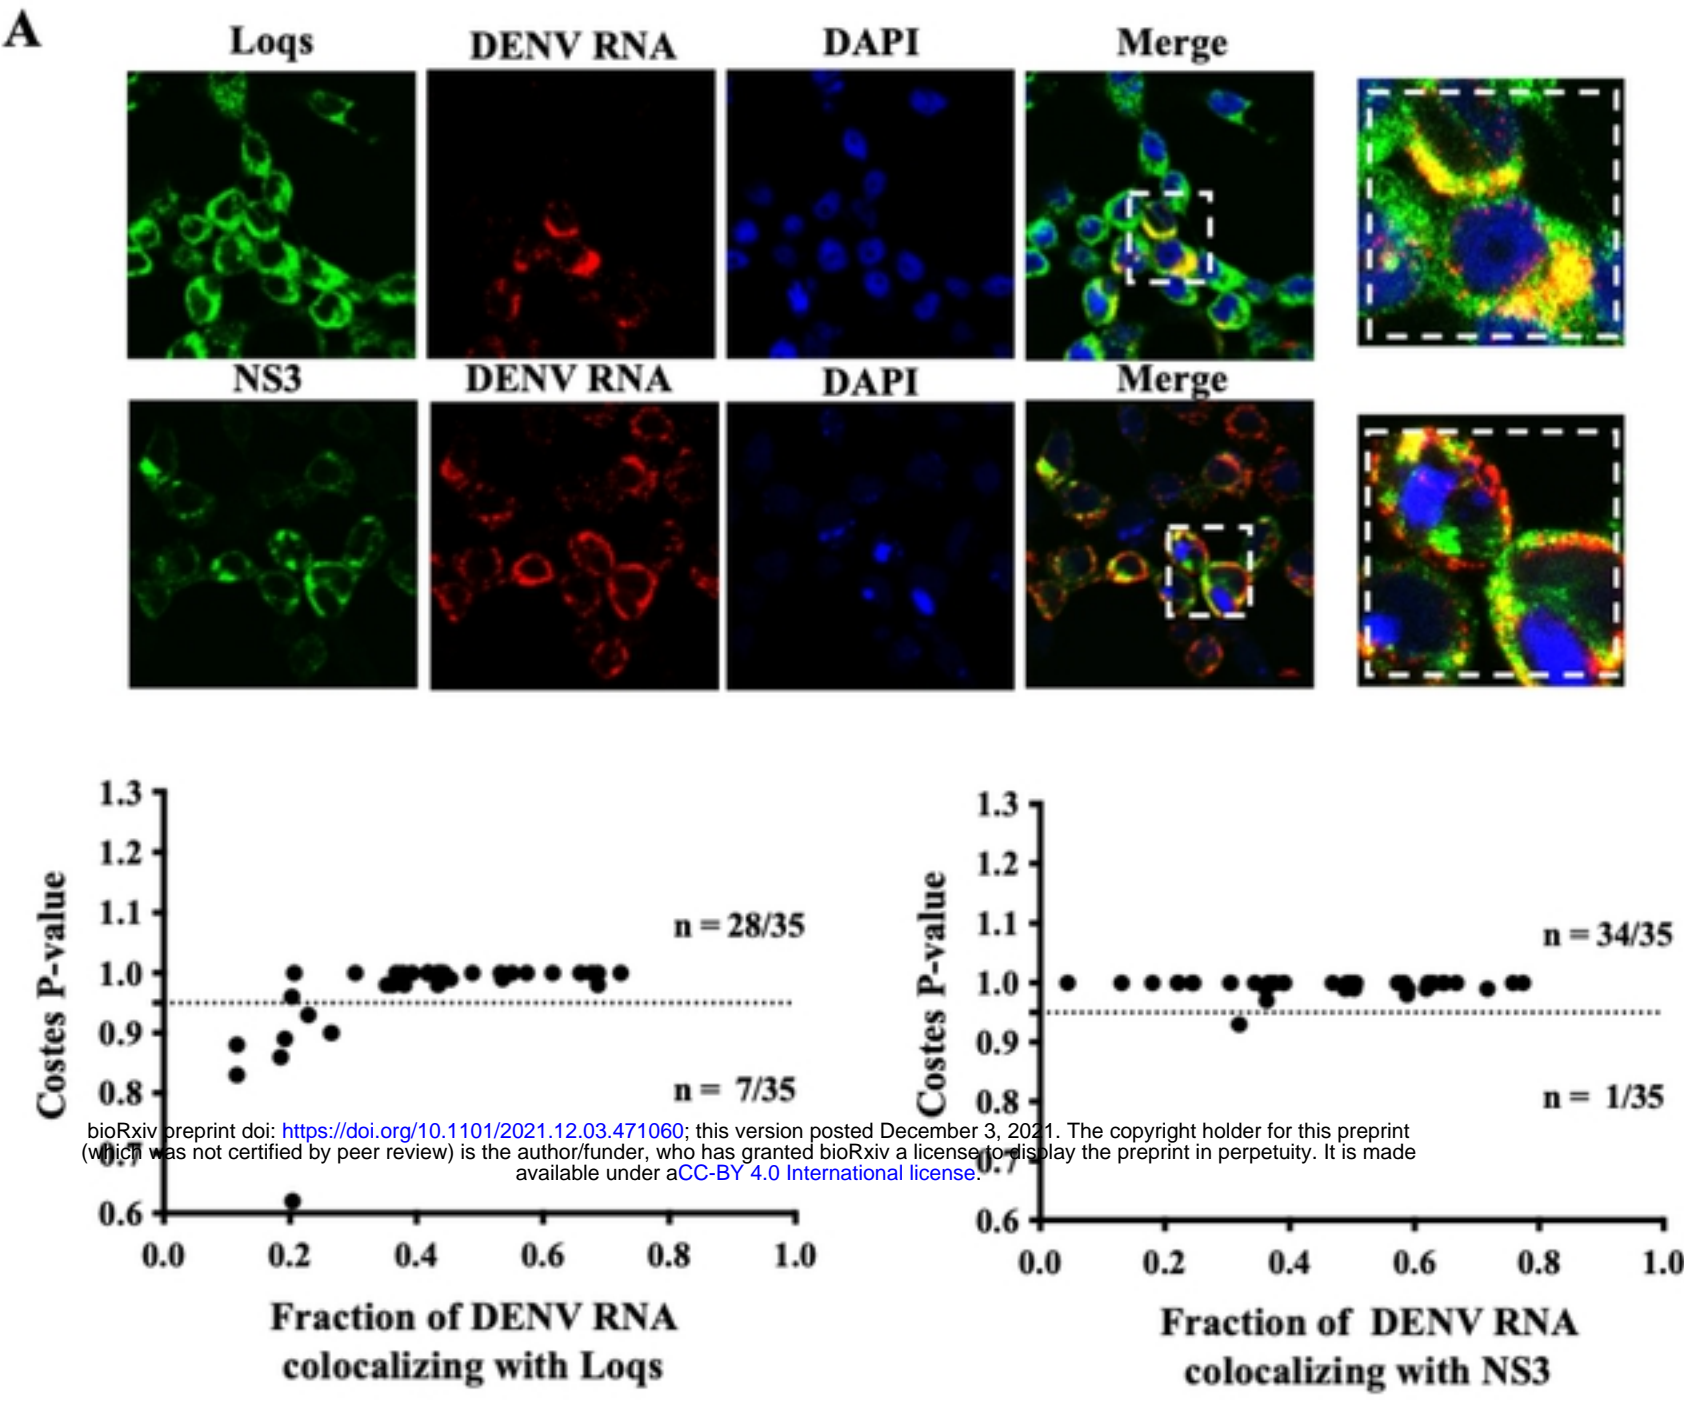 A
Loqs DENV RNA DAPI Merge
NS3 DENV RNA DAPI Merge
1.3
1.2
1.1
1.0
0.9
0.8
0.7
0.6
Costes P-value
n = 28/35
n = 7/35
0.0 0.2 0.4 0.6 0.8 1.0
Fraction of DENV RNA
colocalizing with Loqs
1.3
1.2
1.1
1.0
0.9
0.8
0.7
0.6
Costes P-value
n = 34/35
n = 1/35
0.0 0.2 0.4 0.6 0.8 1.0
Fraction of DENV RNA
colocalizing with NS3
bioRxiv preprint doi: https://doi.org/10.1101/2021.12.03.471060; this version posted December 3, 2021. The copyright holder for this preprint
(which was not certified by peer review) is the author/funder, who has granted bioRxiv a license to display the preprint in perpetuity. It is made
available under aCC-BY 4.0 International license.